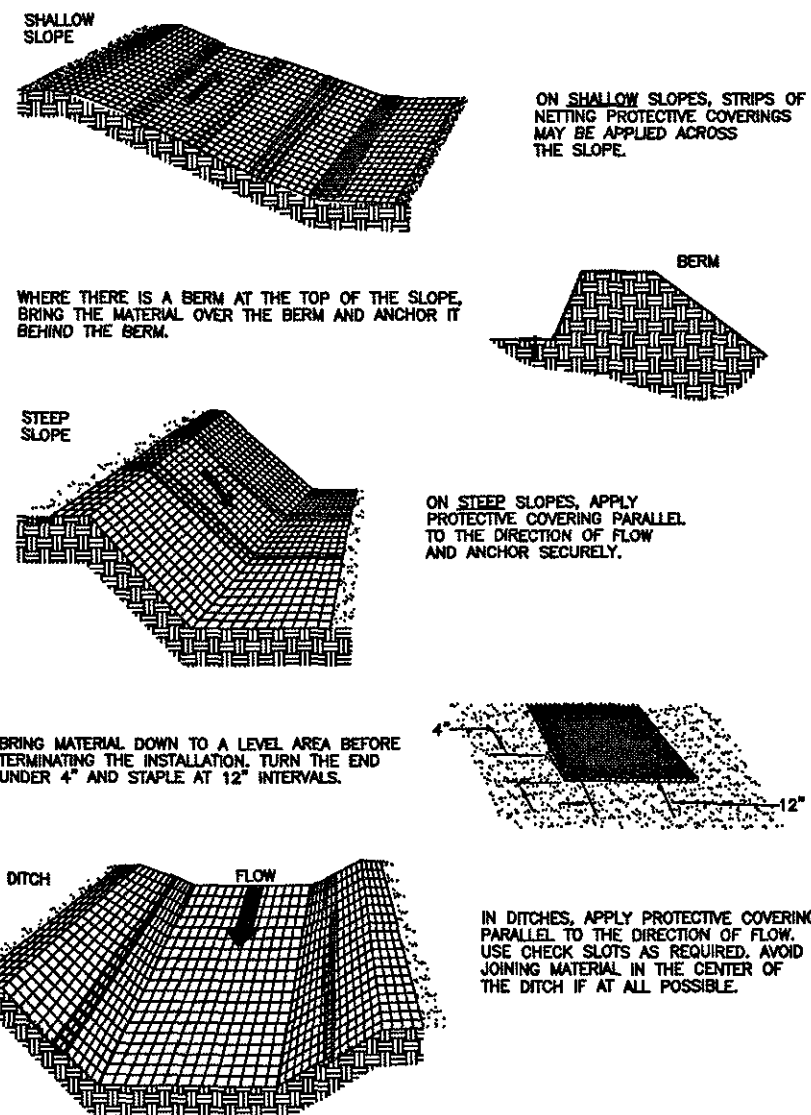 SHALLOW
SLOPE
ON SHALLOW SLOPES, STRIPS OF
NETTING PROTECTIVE COVERINGS
MAY BE APPLIED ACROSS
THE SLOPE.
BERM
WHERE THERE IS A BERM AT THE TOP OF THE SLOPE,
BRING THE MATERIAL OVER THE BERM AND ANCHOR IT
BEHIND THE BERM.
STEEP
SLOPE
ON STEEP SLOPES, APPLY
PROTECTIVE COVERING PARALLEL
TO THE DIRECTION OF FLOW
AND ANCHOR SECURELY.
BRING MATERIAL DOWN TO A LEVEL AREA BEFORE
TERMINATING THE INSTALLATION. TURN THE END
UNDER 4" AND STAPLE AT 12" INTERVALS.
4"
12"
DITCH
FLOW
IN DITCHES, APPLY PROTECTIVE COVERING
PARALLEL TO THE DIRECTION OF FLOW.
USE CHECK SLOTS AS REQUIRED. AVOID
JOINING MATERIAL IN THE CENTER OF
THE DITCH IF AT ALL POSSIBLE.